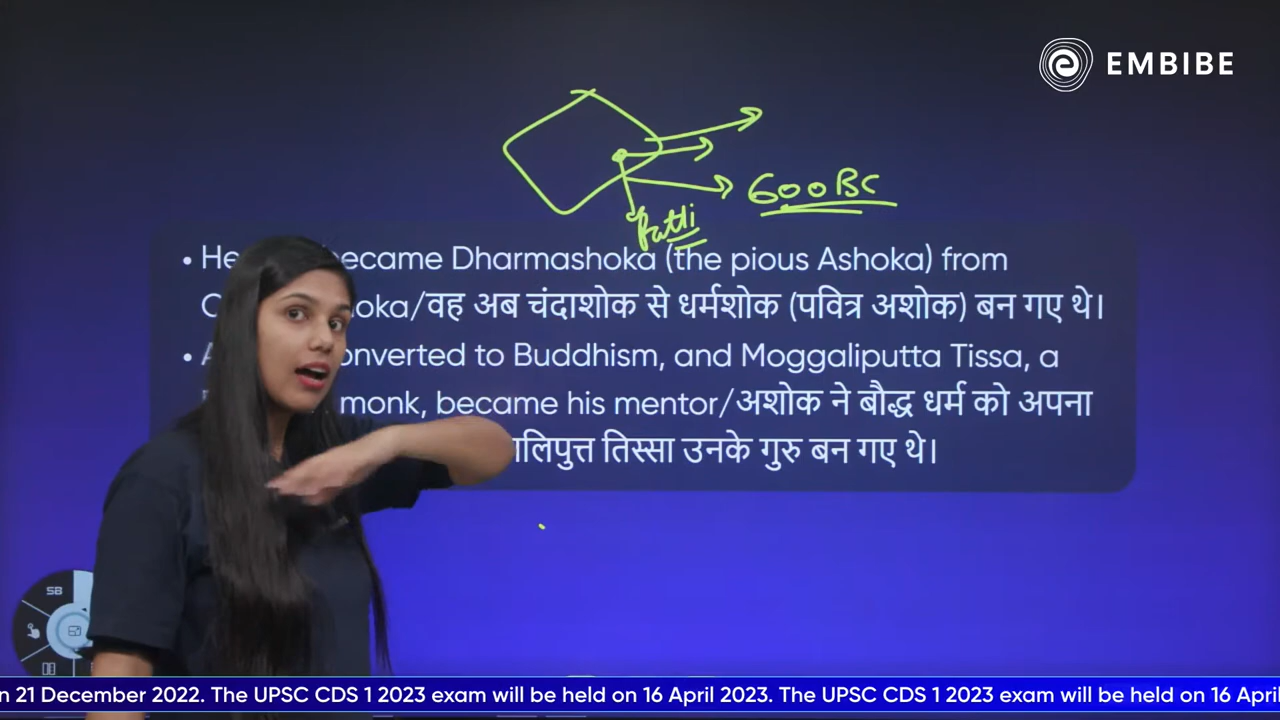 EMBIBE
600 BC
Patli
• He became Dharmashoka (the pious Ashoka) from
oka/वह अब चंदाशोक से धर्मशोक (पवित्र अशोक) बन गए थे।
• A onverted to Buddhism, and Moggaliputta Tissa, a
monk, became his mentor/अशोक ने बौद्ध धर्म को अपना
लिपुत्त तिस्सा उनके गुरु बन गए थे।
SB
n 21 December 2022. The UPSC CDS 1 2023 exam will be held on 16 April 2023. The UPSC CDS 1 2023 exam will be held on 16 April